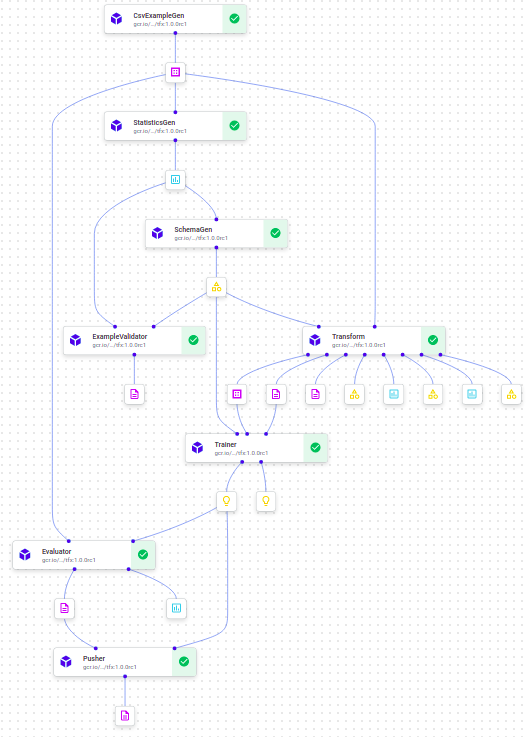 CsvExampleGen
gcr.io/.../tfx:1.0.0rc1
StatisticsGen
gcr.io/.../tfx:1.0.0rc1
SchemaGen
gcr.io/.../tfx:1.0.0rc1
ExampleValidator
gcr.io/.../tfx:1.0.0rc1
Transform
gcr.io/.../tfx:1.0.0rc1
Trainer
gcr.io/.../tfx:1.0.0rc1
Evaluator
gcr.io/.../tfx:1.0.0rc1
Pusher
gcr.io/.../tfx:1.0.0rc1